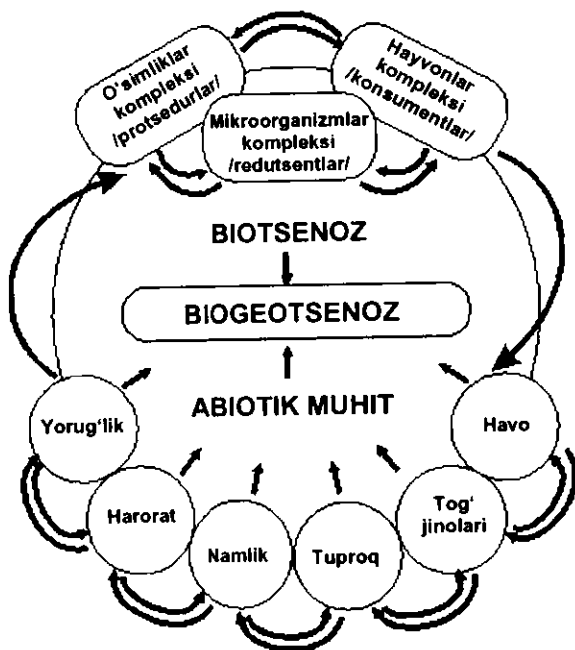 O'simliklar
kompleksi
/protsedurlar/
Hayvonlar
kompleksi
/konsumentlar/
Mikroorganizmlar
kompleksi
/redutsentlar/
BIOTSENOZ
BIOGEOTSENOZ
ABIOTIK MUHIT
Yorug'lik
Havo
Harorat
Tog'
jinolari
Namlik
Tuproq